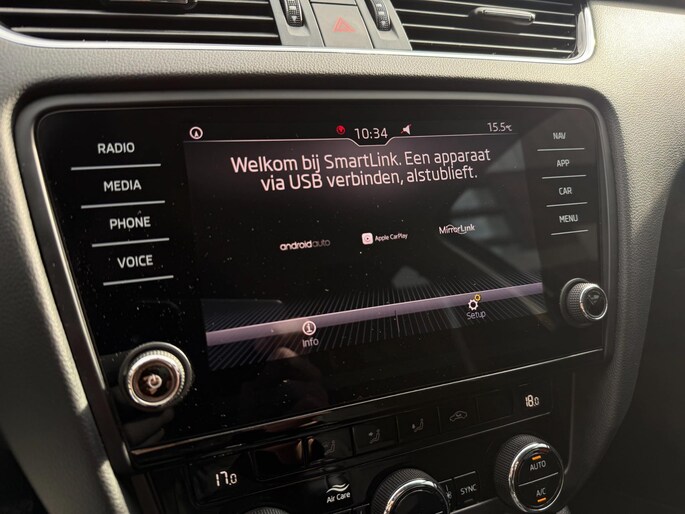 10:34
15.5°C
RADIO
MEDIA
PHONE
VOICE
Welkom bij SmartLink. Een apparaat
via USB verbinden, alstublieft.
androidauto
Apple CarPlay
MirrorLink
Info
Setup
NAV
APP
CAR
MENU
17.0
18.0
Air Care
SYNC
AUTO
A/C